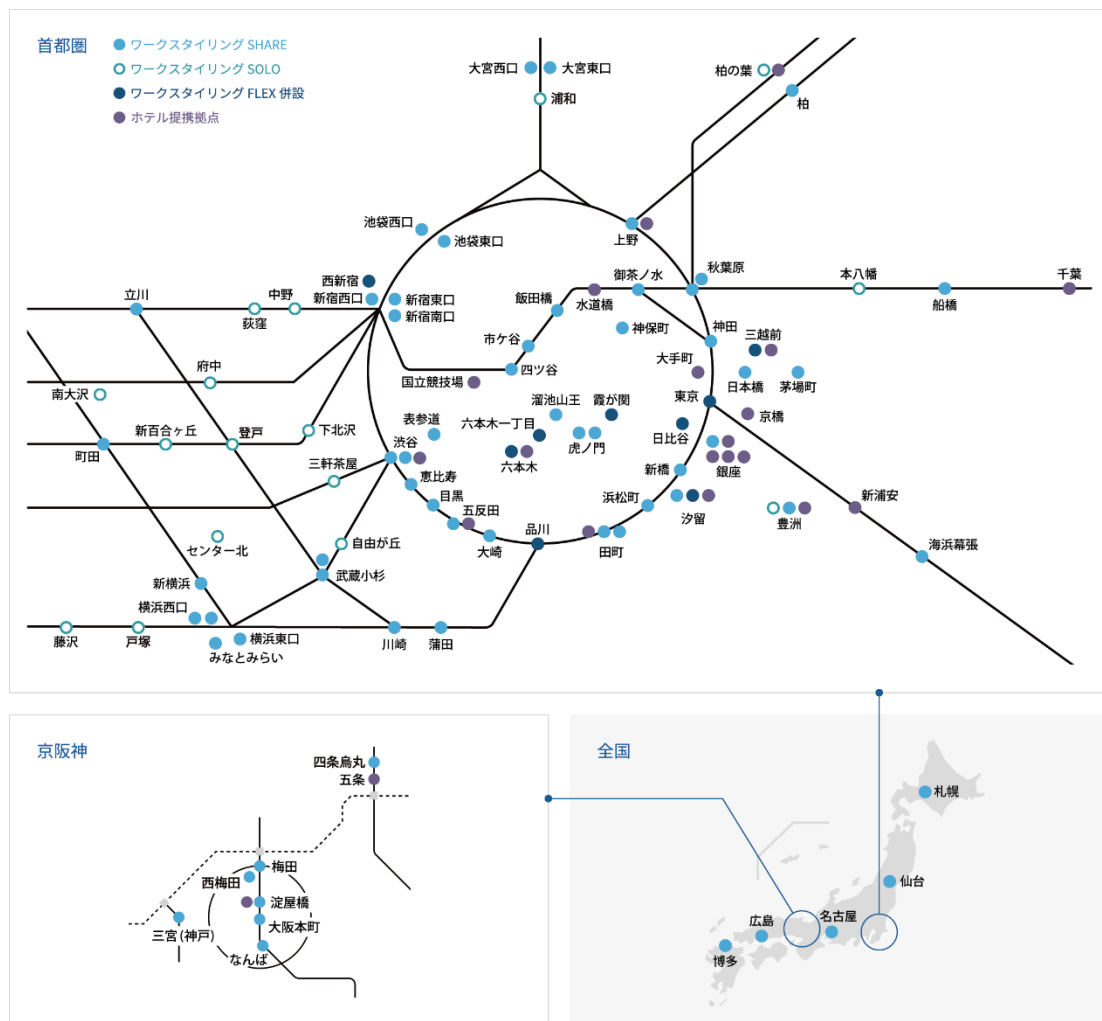 首都圏
ワークスタイリング SHARE
ワークスタイリング SOLO
ワークスタイリング FLEX 併設
ホテル提携拠点
大宮西口
大宮東口
浦和
柏の葉
柏
池袋西口
池袋東口
上野
西新宿
新宿西口
新宿東口
新宿南口
立川
中野
荻窪
御茶ノ水
秋葉原
水道橋
飯田橋
本八幡
船橋
千葉
神保町
神田
三越前
市ケ谷
四ツ谷
大手町
日本橋
茅場町
府中
国立競技場
南大沢
東京
京橋
溜池山王
霞が関
新百合ヶ丘
登戸
下北沢
表参道
六本木一丁目
虎ノ門
日比谷
町田
渋谷
六本木
銀座
三軒茶屋
恵比寿
新橋
目黒
浜松町
五反田
汐留
豊洲
新浦安
大崎
品川
田町
センター北
自由が丘
海浜幕張
新横浜
武蔵小杉
横浜西口
横浜東口
藤沢
戸塚
みなとみらい
川崎
蒲田
京阪神
四条烏丸
五条
梅田
西梅田
淀屋橋
大阪本町
三宮 (神戸)
なんば
全国
札幌
仙台
名古屋
広島
博多